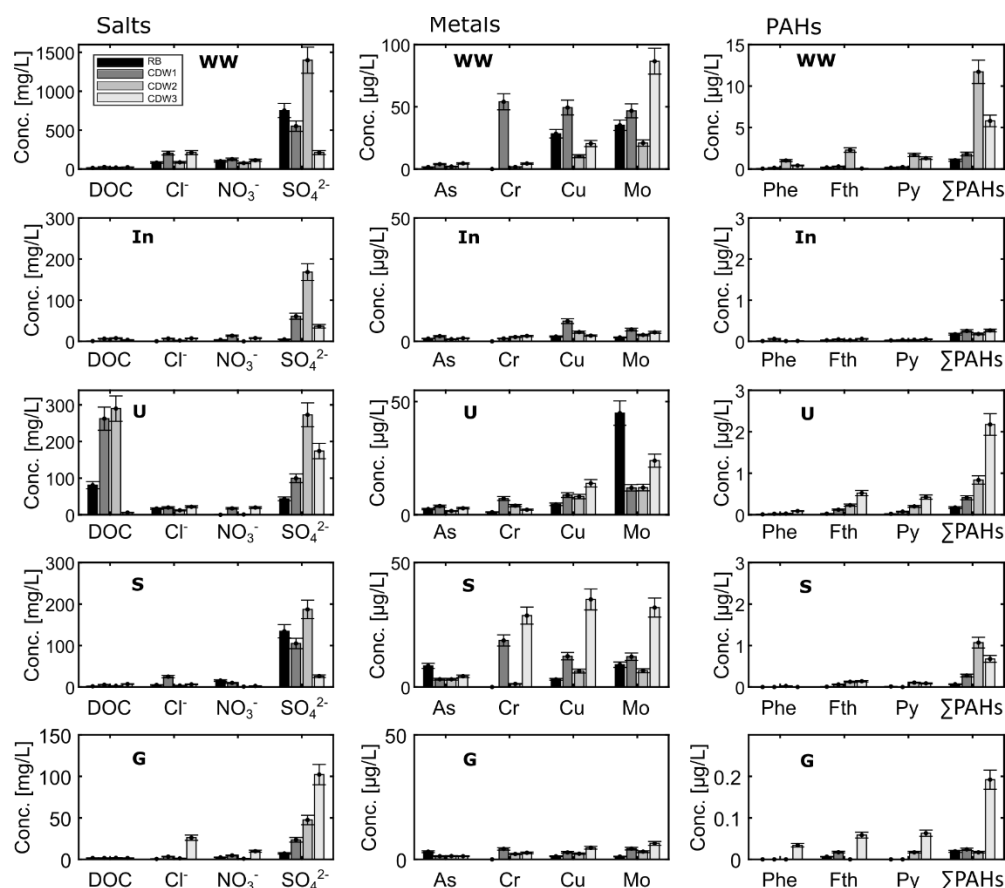 Salts
Metals
PAHs
Conc. [mg/L]
1500
1000
500
0
RB
CDW1
CDW2
CDW3
WW
DOC Cl⁻ NO₃⁻ SO₄²⁻
Conc. [µg/L]
100
50
0
WW
As Cr Cu Mo
Conc. [µg/L]
15
10
5
0
WW
Phe Fth Py ∑PAHs
Conc. [mg/L]
300
200
100
0
In
DOC Cl⁻ NO₃⁻ SO₄²⁻
Conc. [µg/L]
50
0
In
As Cr Cu Mo
Conc. [µg/L]
3
2
1
0
In
Phe Fth Py ∑PAHs
Conc. [mg/L]
300
200
100
0
U
DOC Cl⁻ NO₃⁻ SO₄²⁻
Conc. [µg/L]
50
0
U
As Cr Cu Mo
Conc. [µg/L]
3
2
1
0
U
Phe Fth Py ∑PAHs
Conc. [mg/L]
300
200
100
0
S
DOC Cl⁻ NO₃⁻ SO₄²⁻
Conc. [µg/L]
50
0
S
As Cr Cu Mo
Conc. [µg/L]
3
2
1
0
S
Phe Fth Py ∑PAHs
Conc. [mg/L]
150
100
50
0
G
DOC Cl⁻ NO₃⁻ SO₄²⁻
Conc. [µg/L]
50
0
G
As Cr Cu Mo
Conc. [µg/L]
0.2
0.1
0
G
Phe Fth Py ∑PAHs